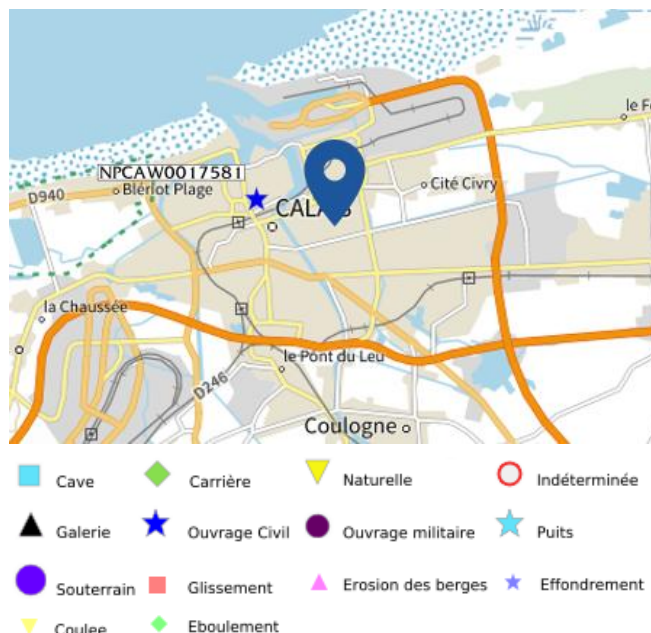 le F
NPCAW0017581
D940
Blériot Plage
Cité Civry
CALAIS
la Chaussée
le Pont du Leu
D246
Coulogne
Cave Carrière Naturelle Indéterminée
Galerie Ouvrage Civil Ouvrage militaire Puits
Souterrain Glissement Erosion des berges Effondrement
Coulee Eboulement